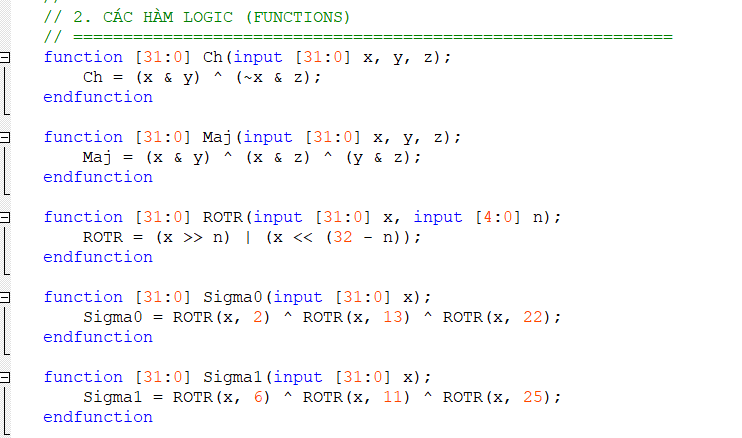 // 2. CÁC HÀM LOGIC (FUNCTIONS)
// ============================================================
function [31:0] Ch(input [31:0] x, y, z);
    Ch = (x & y) ^ (~x & z);
endfunction

function [31:0] Maj(input [31:0] x, y, z);
    Maj = (x & y) ^ (x & z) ^ (y & z);
endfunction

function [31:0] ROTR(input [31:0] x, input [4:0] n);
    ROTR = (x >> n) | (x << (32 - n));
endfunction

function [31:0] Sigma0(input [31:0] x);
    Sigma0 = ROTR(x, 2) ^ ROTR(x, 13) ^ ROTR(x, 22);
endfunction

function [31:0] Sigma1(input [31:0] x);
    Sigma1 = ROTR(x, 6) ^ ROTR(x, 11) ^ ROTR(x, 25);
endfunction